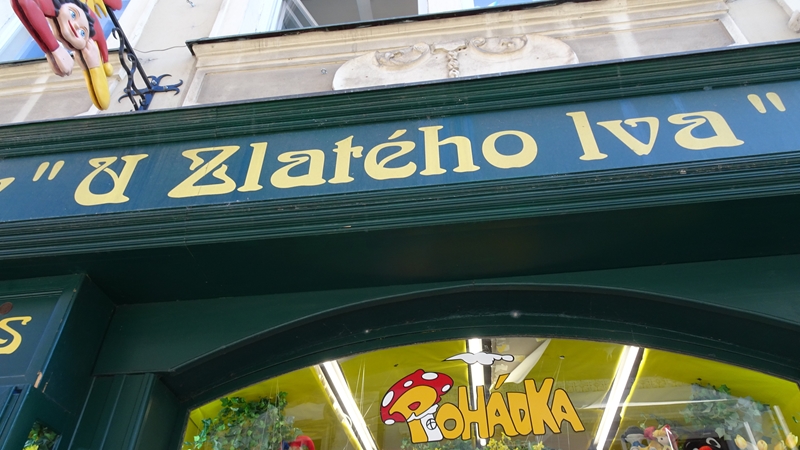 "U Zlatého lva"
s
POHÁDKA